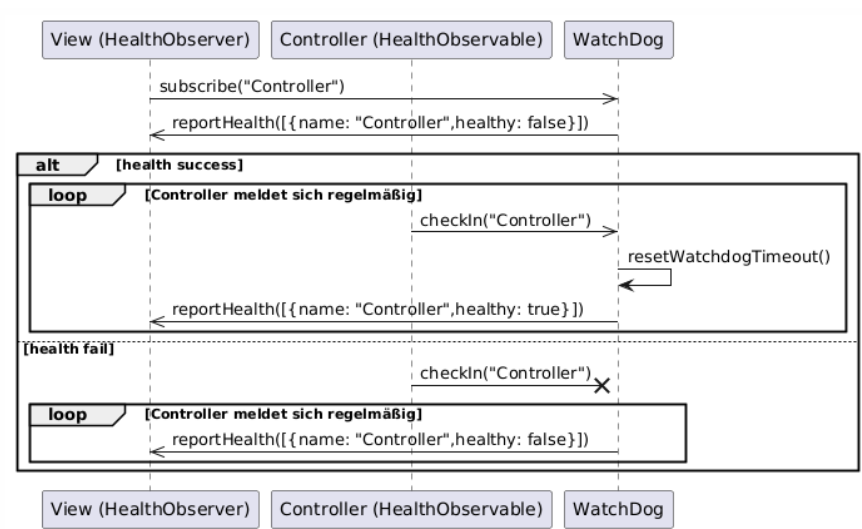 View (HealthObserver) Controller (HealthObservable) WatchDog
subscribe("Controller")
reportHealth([{name: "Controller",healthy: false}])
alt [health success]
loop [Controller meldet sich regelmäßig]
checkIn("Controller")
resetWatchdogTimeout()
reportHealth([{name: "Controller",healthy: true}])
[health fail]
checkIn("Controller")
loop [Controller meldet sich regelmäßig]
reportHealth([{name: "Controller",healthy: false}])
View (HealthObserver) Controller (HealthObservable) WatchDog